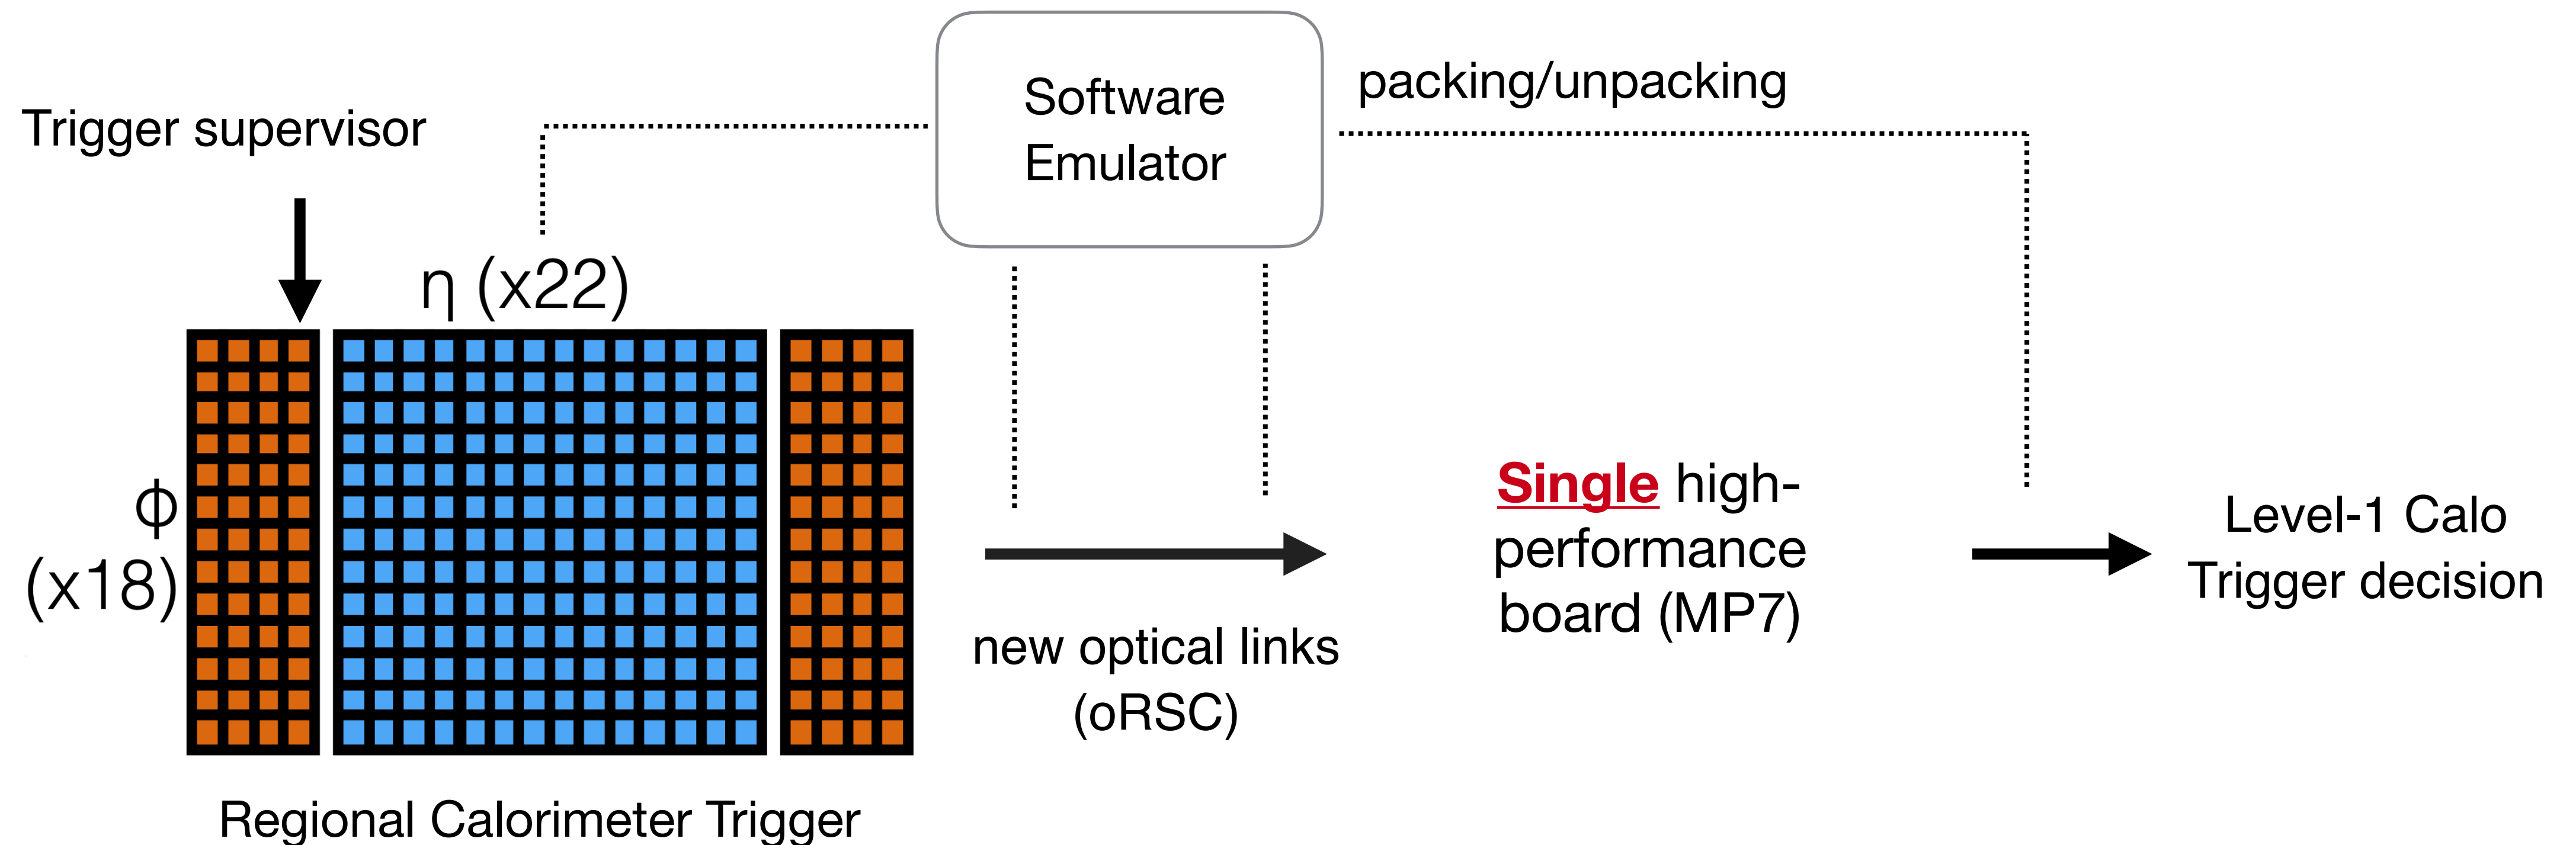 Software
Emulator
packing/unpacking
Trigger supervisor
η (x22)
ϕ
(x18)
Single high-
performance
board (MP7)
Level-1 Calo
Trigger decision
new optical links
(oRSC)
Regional Calorimeter Trigger